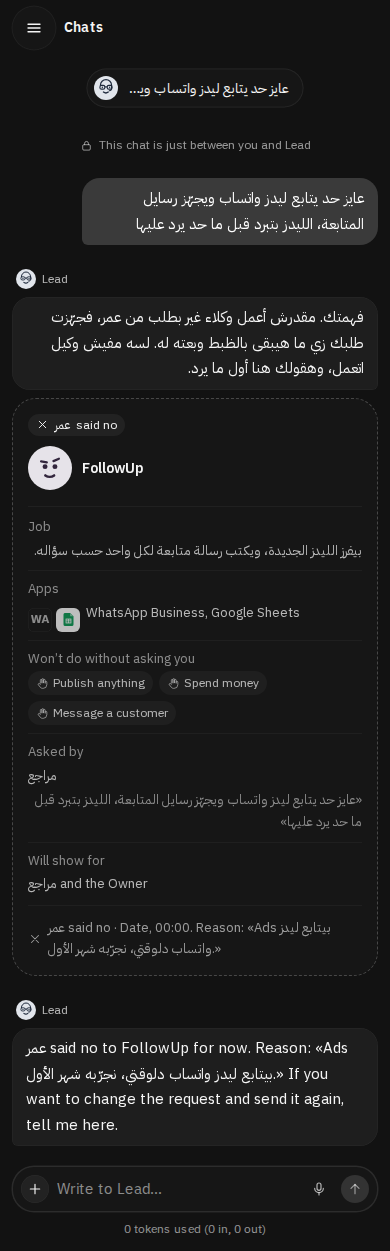 Chats
عايز حد يتابع ليدز واتساب ويـ...
This chat is just between you and Lead
عايز حد يتابع ليدز واتساب ويجهّز رسايل
المتابعة، الليدز بتبرد قبل ما حد يرد عليها
Lead
فهمتك. مقدرش أعمل وكلاء غير بطلب من عمر، فجهّزت
طلبك زي ما هيبقى بالظبط وبعته له. لسه مفيش وكيل
اتعمل، وهقولك هنا أول ما يرد.
عمر said no
FollowUp
Job
بيفرز الليدز الجديدة، ويكتب رسالة متابعة لكل واحد حسب سؤاله.
Apps
WA
WhatsApp Business, Google Sheets
Won't do without asking you
Publish anything
Spend money
Message a customer
Asked by
مراجع
«عايز حد يتابع ليدز واتساب ويجهّز رسايل المتابعة، الليدز بتبرد قبل
ما حد يرد عليها»
Will show for
مراجع and the Owner
عمر said no · Date, 00:00. Reason: «Ads بيتابع ليدز
واتساب دلوقتي، نجرّبه شهر الأول.»
Lead
عمر said no to FollowUp for now. Reason: «Ads
بيتابع ليدز واتساب دلوقتي، نجرّبه شهر الأول.» If you
want to change the request and send it again,
tell me here.
Write to Lead...
0 tokens used (0 in, 0 out)